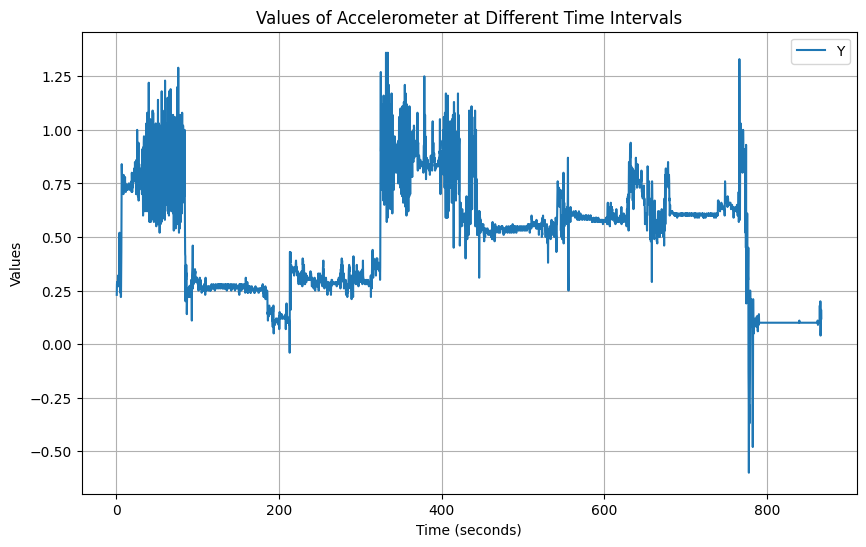 Values of Accelerometer at Different Time Intervals
Y
1.25
1.00
0.75
0.50
0.25
0.00
−0.25
−0.50
Values
0 200 400 600 800
Time (seconds)